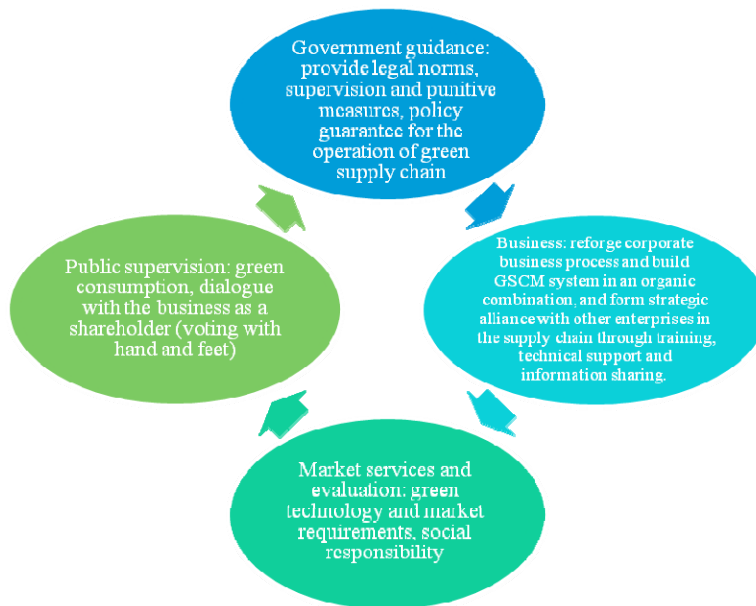 Government guidance:
provide legal norms,
supervision and punitive
measures, policy
guarantee for the
operation of green
supply chain
Public supervision: green
consumption, dialogue
with the business as a
shareholder (voting with
hand and feet)
Business: reforge corporate
business process and build
GSCM system in an organic
combination, and form strategic
alliance with other enterprises in
the supply chain through training,
technical support and
information sharing.
Market services and
evaluation: green
technology and market
requirements, social
responsibility